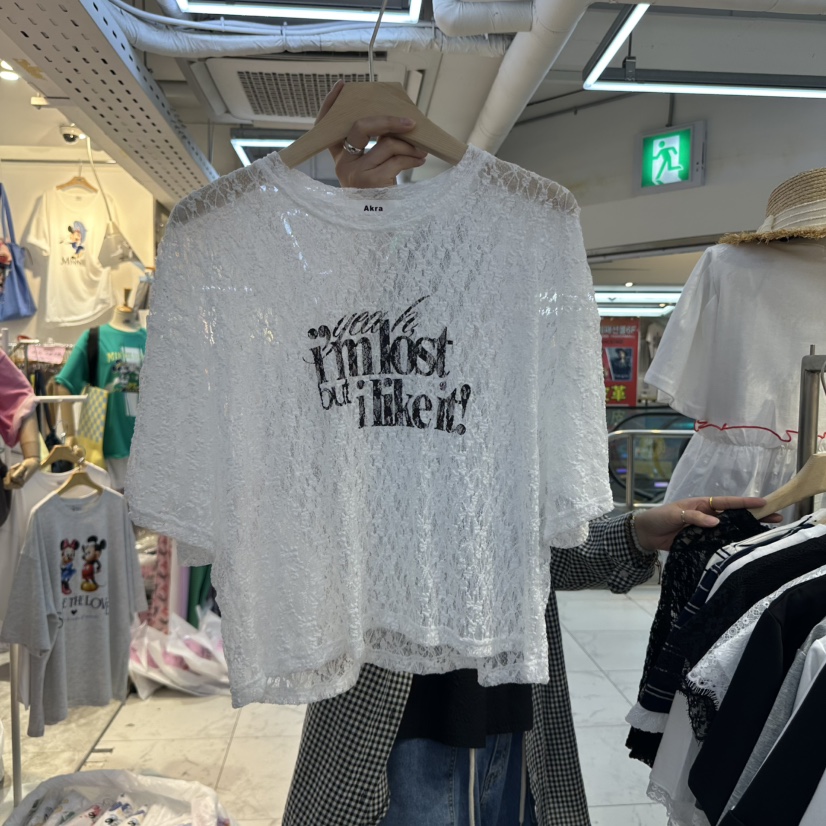 Akra
yeah,
i'm lost
but i like it!